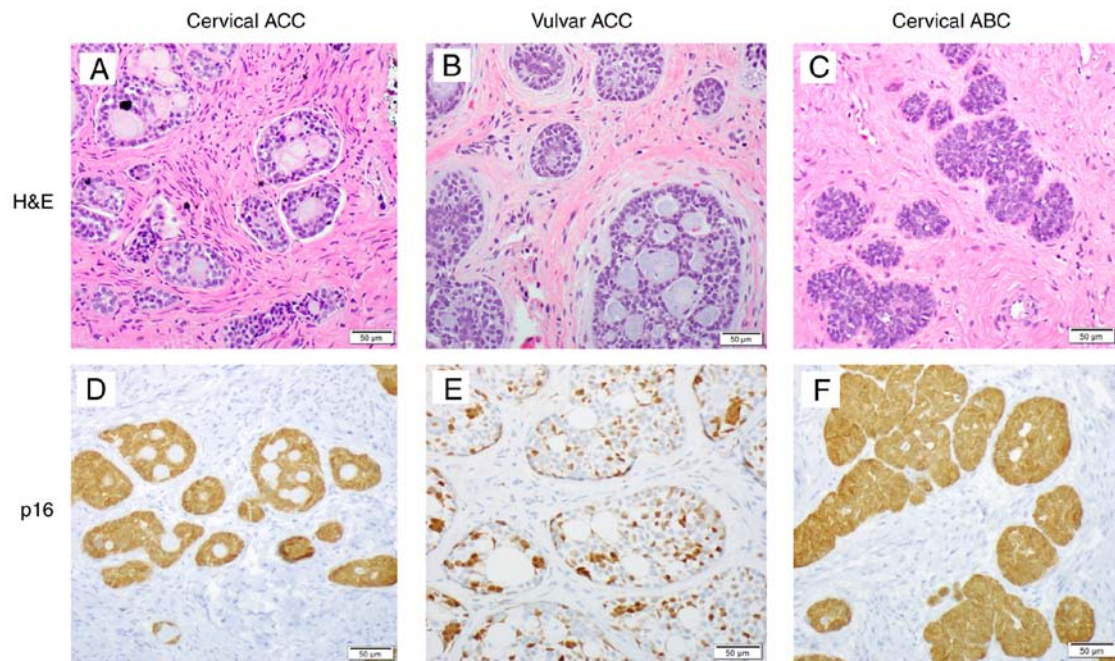 Cervical ACC Vulvar ACC Cervical ABC
H&E
A B C
50 μm 50 μm 50 μm
p16
D E F
50 μm 50 μm 50 μm